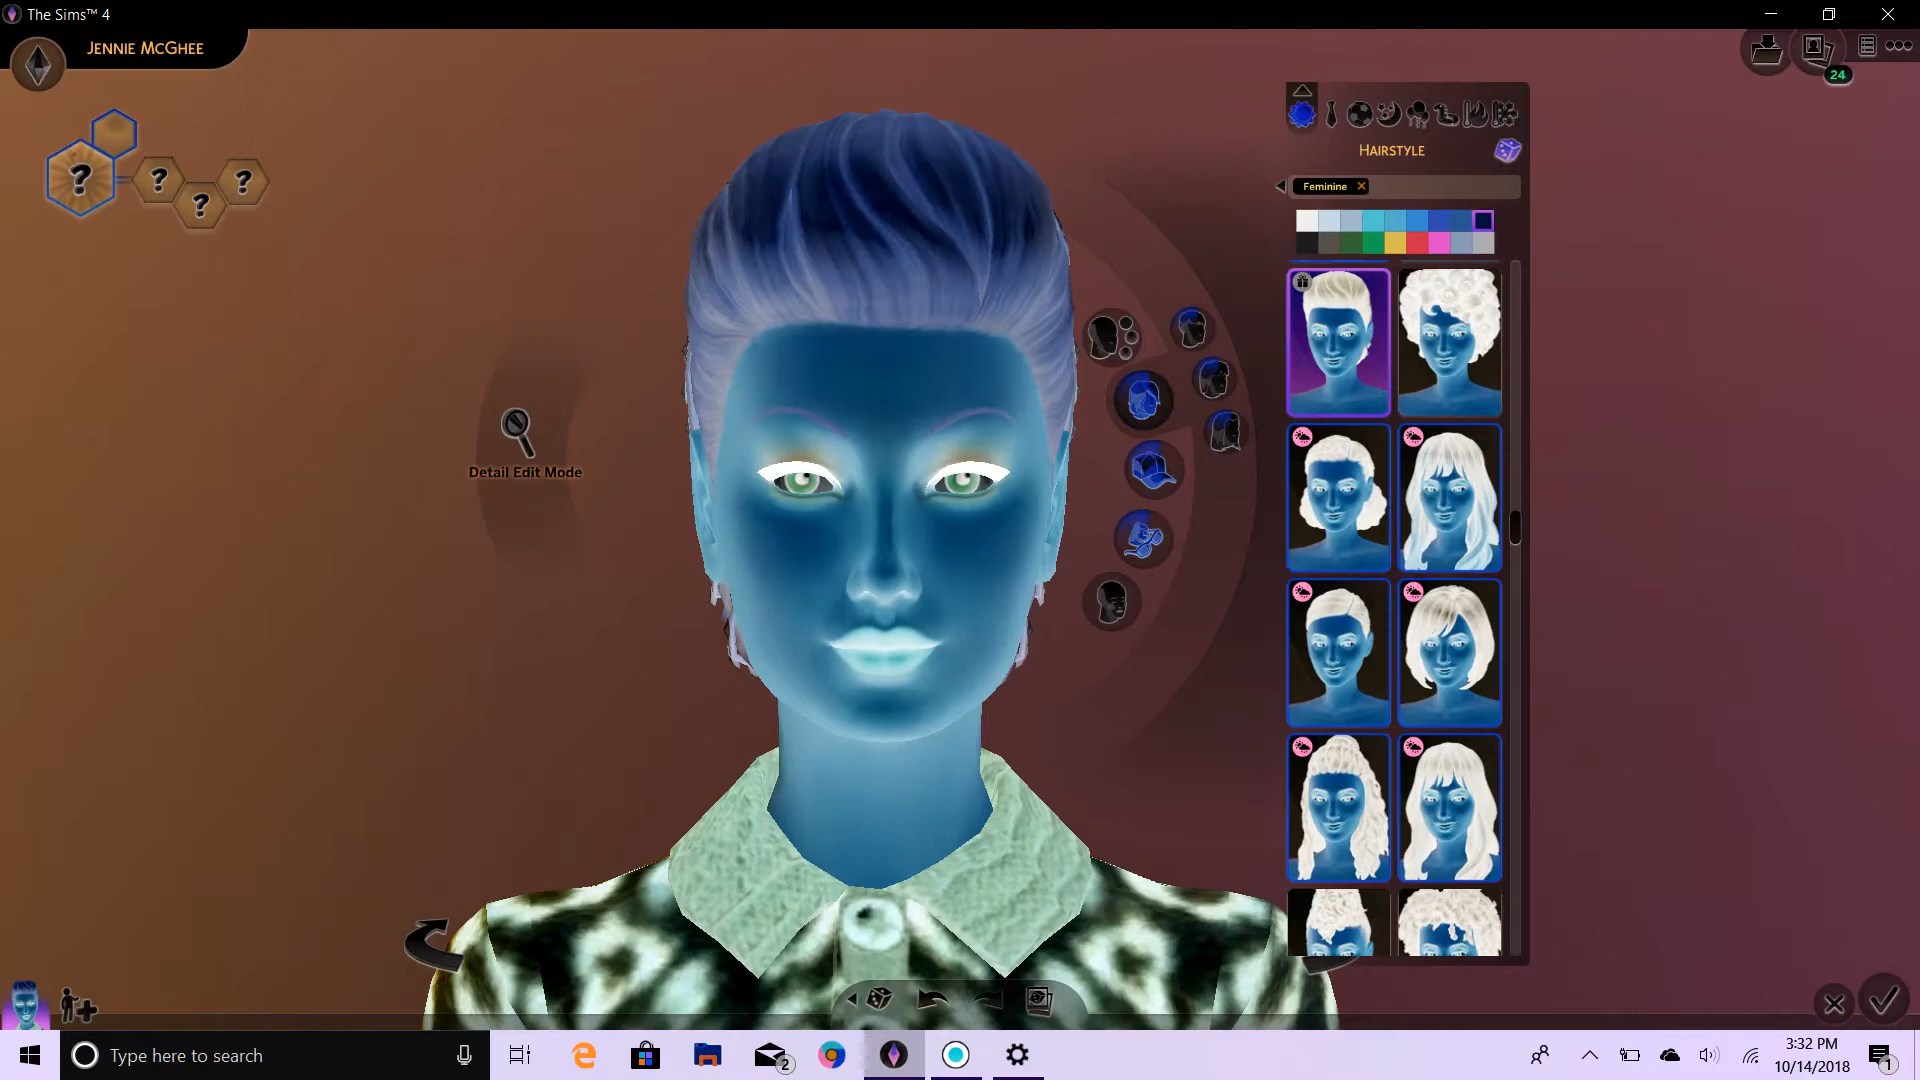 The Sims™ 4
JENNIE MCGHEE
24
HAIRSTYLE
Feminine ×
? ? ? ?
Detail Edit Mode
Type here to search
2
3:32 PM
10/14/2018
1